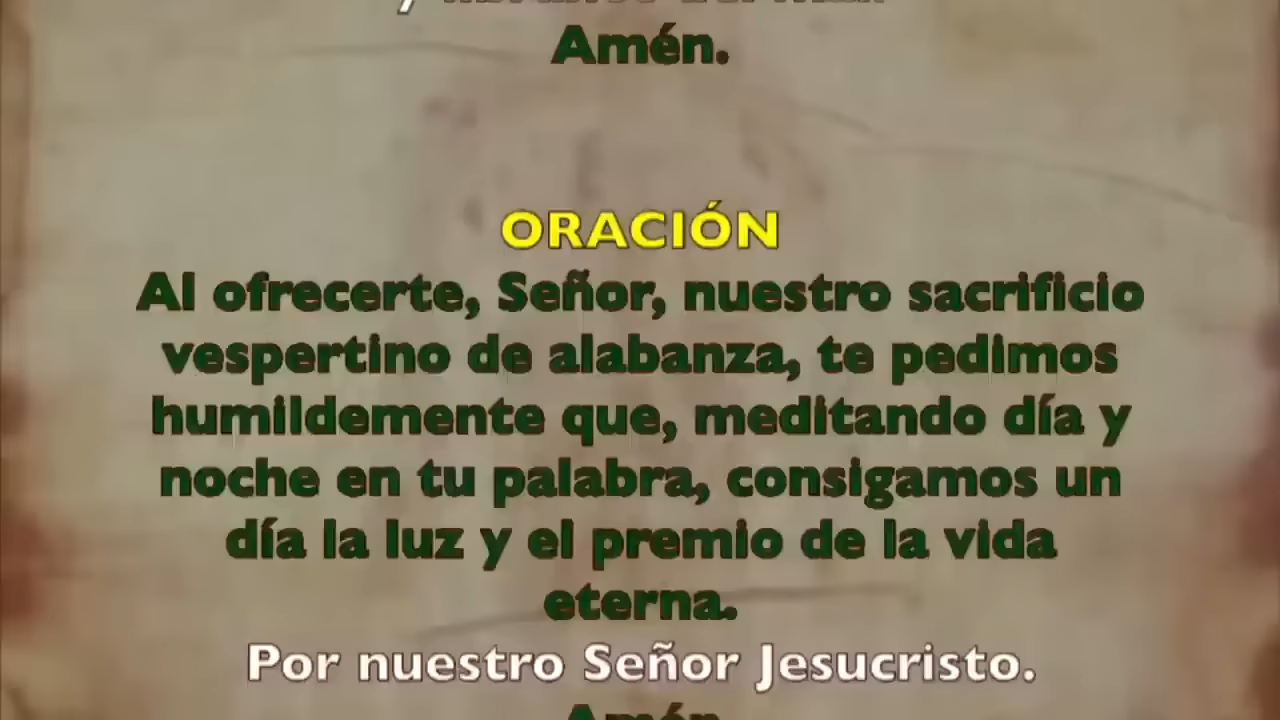 Amén.
ORACIÓN
Al ofrecerte, Señor, nuestro sacrificio
vespertino de alabanza, te pedimos
humildemente que, meditando día y
noche en tu palabra, consigamos un
día la luz y el premio de la vida
eterna.
Por nuestro Señor Jesucristo.
Amén